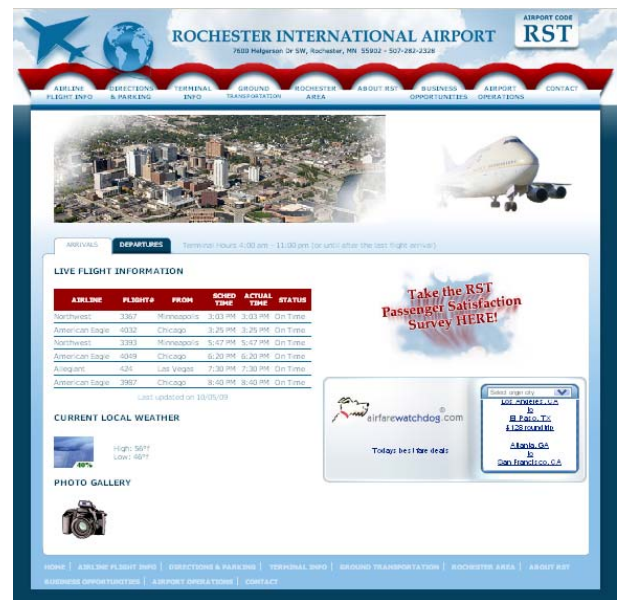 AIRPORT CODE
RST
ROCHESTER INTERNATIONAL AIRPORT
7600 Helgerson Dr SW, Rochester, MN 55902 - 507-282-2328
AIRLINE FLIGHT INFO
DIRECTIONS & PARKING
TERMINAL INFO
GROUND TRANSPORTATION
ROCHESTER AREA
ABOUT RST
BUSINESS OPPORTUNITIES
AIRPORT OPERATIONS
CONTACT
ARRIVALS DEPARTURES Terminal Hours 4:00 am - 11:00 pm (or until after the last flight arrival)
LIVE FLIGHT INFORMATION
AIRLINE FLIGHT# FROM SCHED TIME ACTUAL TIME STATUS
Northwest 3367 Minneapolis 3:03 PM 3:03 PM On Time
American Eagle 4032 Chicago 3:25 PM 3:25 PM On Time
Northwest 3393 Minneapolis 5:47 PM 5:47 PM On Time
American Eagle 4049 Chicago 6:20 PM 6:20 PM On Time
Allegiant 424 Las Vegas 7:30 PM 7:30 PM On Time
American Eagle 3987 Chicago 8:40 PM 8:40 PM On Time
Last updated on 10/05/09
Take the RST
Passenger Satisfaction
Survey HERE!
airfarewatchdog.com
®
Todays best fare deals
Select origin city
Los Angeles, CA
to
El Paso, TX
$128 roundtrip
Atlanta, GA
to
San Francisco, CA
CURRENT LOCAL WEATHER
40%
High: 56°f
Low: 46°f
PHOTO GALLERY
HOME | AIRLINE FLIGHT INFO | DIRECTIONS & PARKING | TERMINAL INFO | GROUND TRANSPORTATION | ROCHESTER AREA | ABOUT RST
BUSINESS OPPORTUNITIES | AIRPORT OPERATIONS | CONTACT